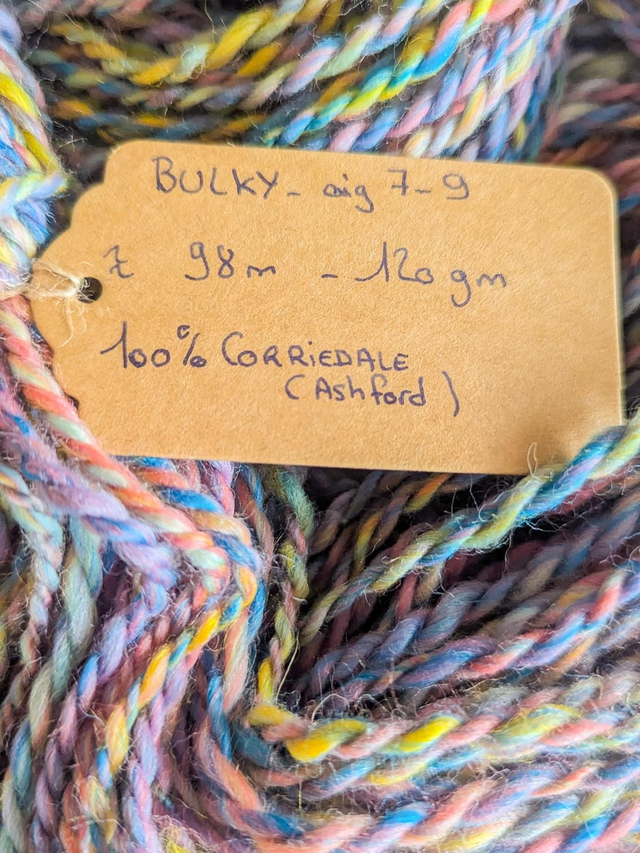 BULKY - aig 7-9
± 98m - 120 gm
100% CORRIEDALE
(Ashford)